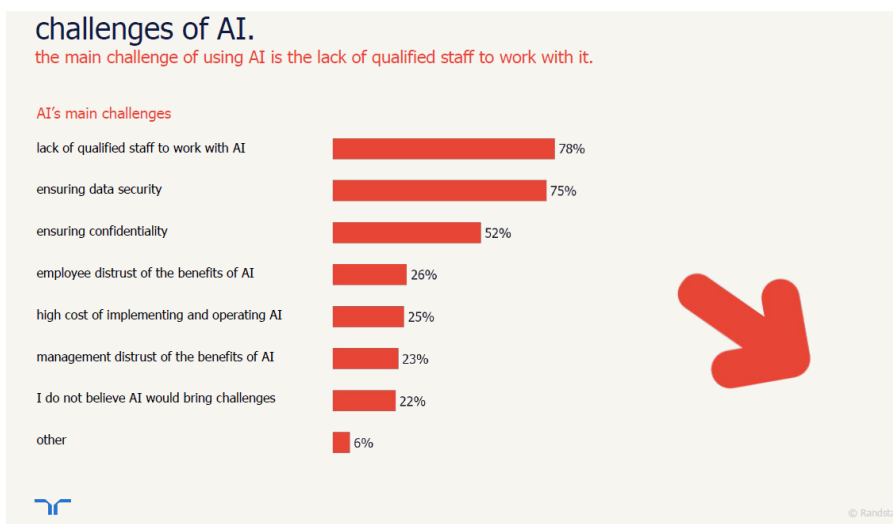 challenges of AI.
the main challenge of using AI is the lack of qualified staff to work with it.
AI's main challenges
lack of qualified staff to work with AI 78%
ensuring data security 75%
ensuring confidentiality 52%
employee distrust of the benefits of AI 26%
high cost of implementing and operating AI 25%
management distrust of the benefits of AI 23%
I do not believe AI would bring challenges 22%
other 6%
©